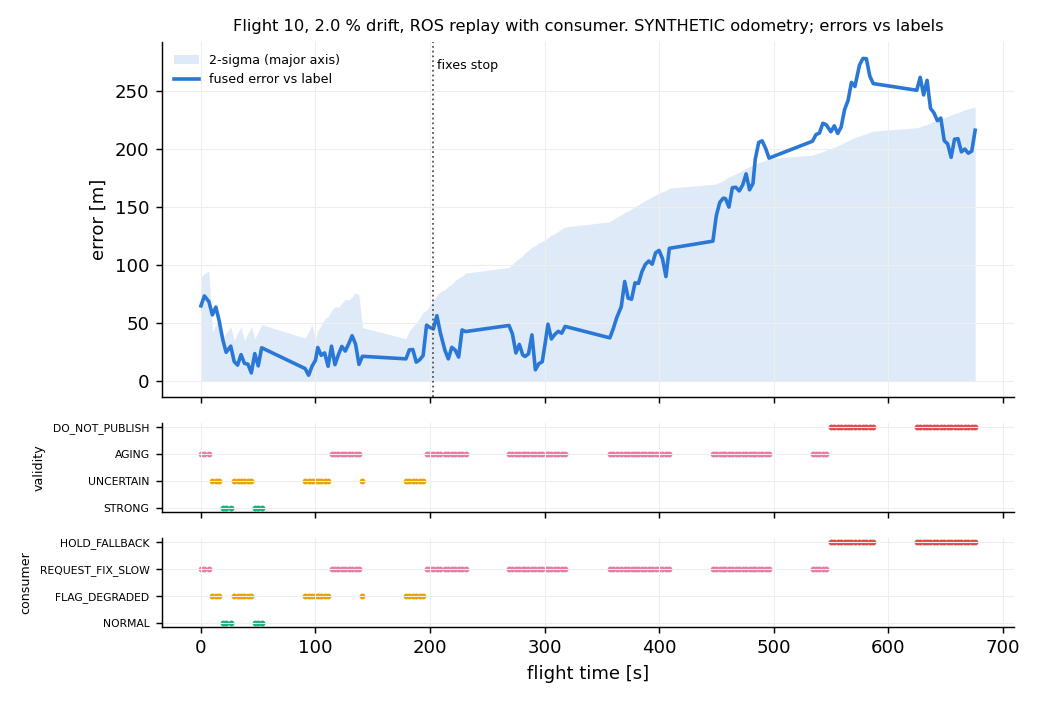 Flight 10, 2.0 % drift, ROS replay with consumer. SYNTHETIC odometry; errors vs labels
2-sigma (major axis)
fused error vs label
fixes stop
error [m]
250
200
150
100
50
0
validity
DO_NOT_PUBLISH
AGING
UNCERTAIN
STRONG
consumer
HOLD_FALLBACK
REQUEST_FIX_SLOW
FLAG_DEGRADED
NORMAL
0 100 200 300 400 500 600 700
flight time [s]